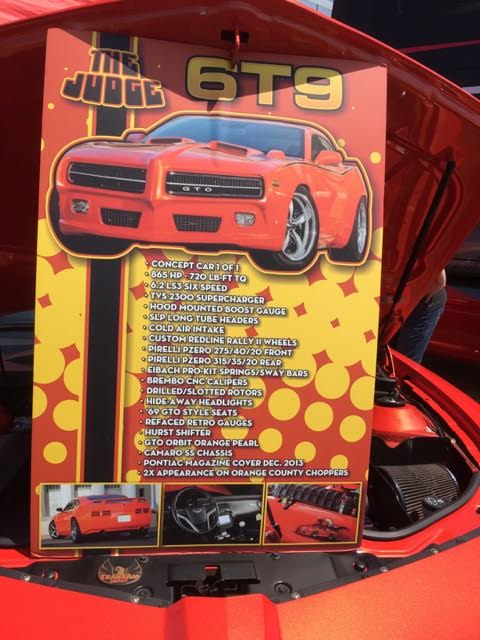 THE JUDGE
6T9
GTO
· CONCEPT CAR 1 OF 1
· 865 HP - 720 LB-FT TQ
· 6.2 LS3 SIX SPEED
· TVS 2300 SUPERCHARGER
· HOOD MOUNTED BOOST GAUGE
· SLP LONG TUBE HEADERS
· COLD AIR INTAKE
· CUSTOM REDLINE RALLY II WHEELS
· PIRELLI PZERO 275/40/20 FRONT
· PIRELLI PZERO 315/35/20 REAR
· EIBACH PRO-KIT SPRINGS/SWAY BARS
· BREMBO CNC CALIPERS
· DRILLED/SLOTTED ROTORS
· HIDE-AWAY HEADLIGHTS
· '69 GTO STYLE SEATS
· REFACED RETRO GAUGES
· HURST SHIFTER
· GTO ORBIT ORANGE PEARL
· CAMARO SS CHASSIS
· PONTIAC MAGAZINE COVER DEC. 2013
· 2X APPEARANCE ON ORANGE COUNTY CHOPPERS
TRANSAM
DEPOT